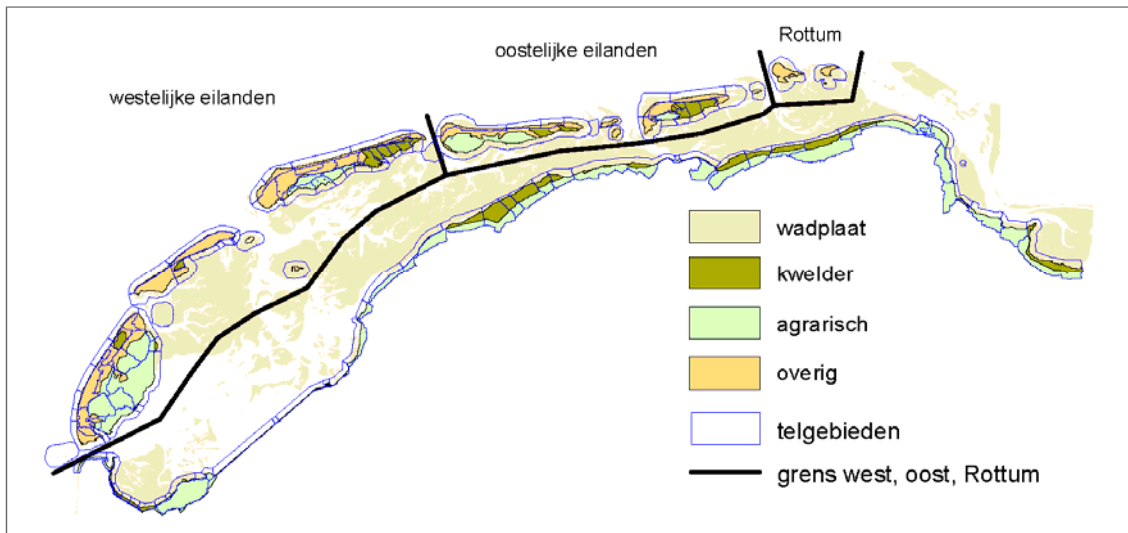 Rottum
oostelijke eilanden
westelijke eilanden
wadplaat
kwelder
agrarisch
overig
telgebieden
grens west, oost, Rottum